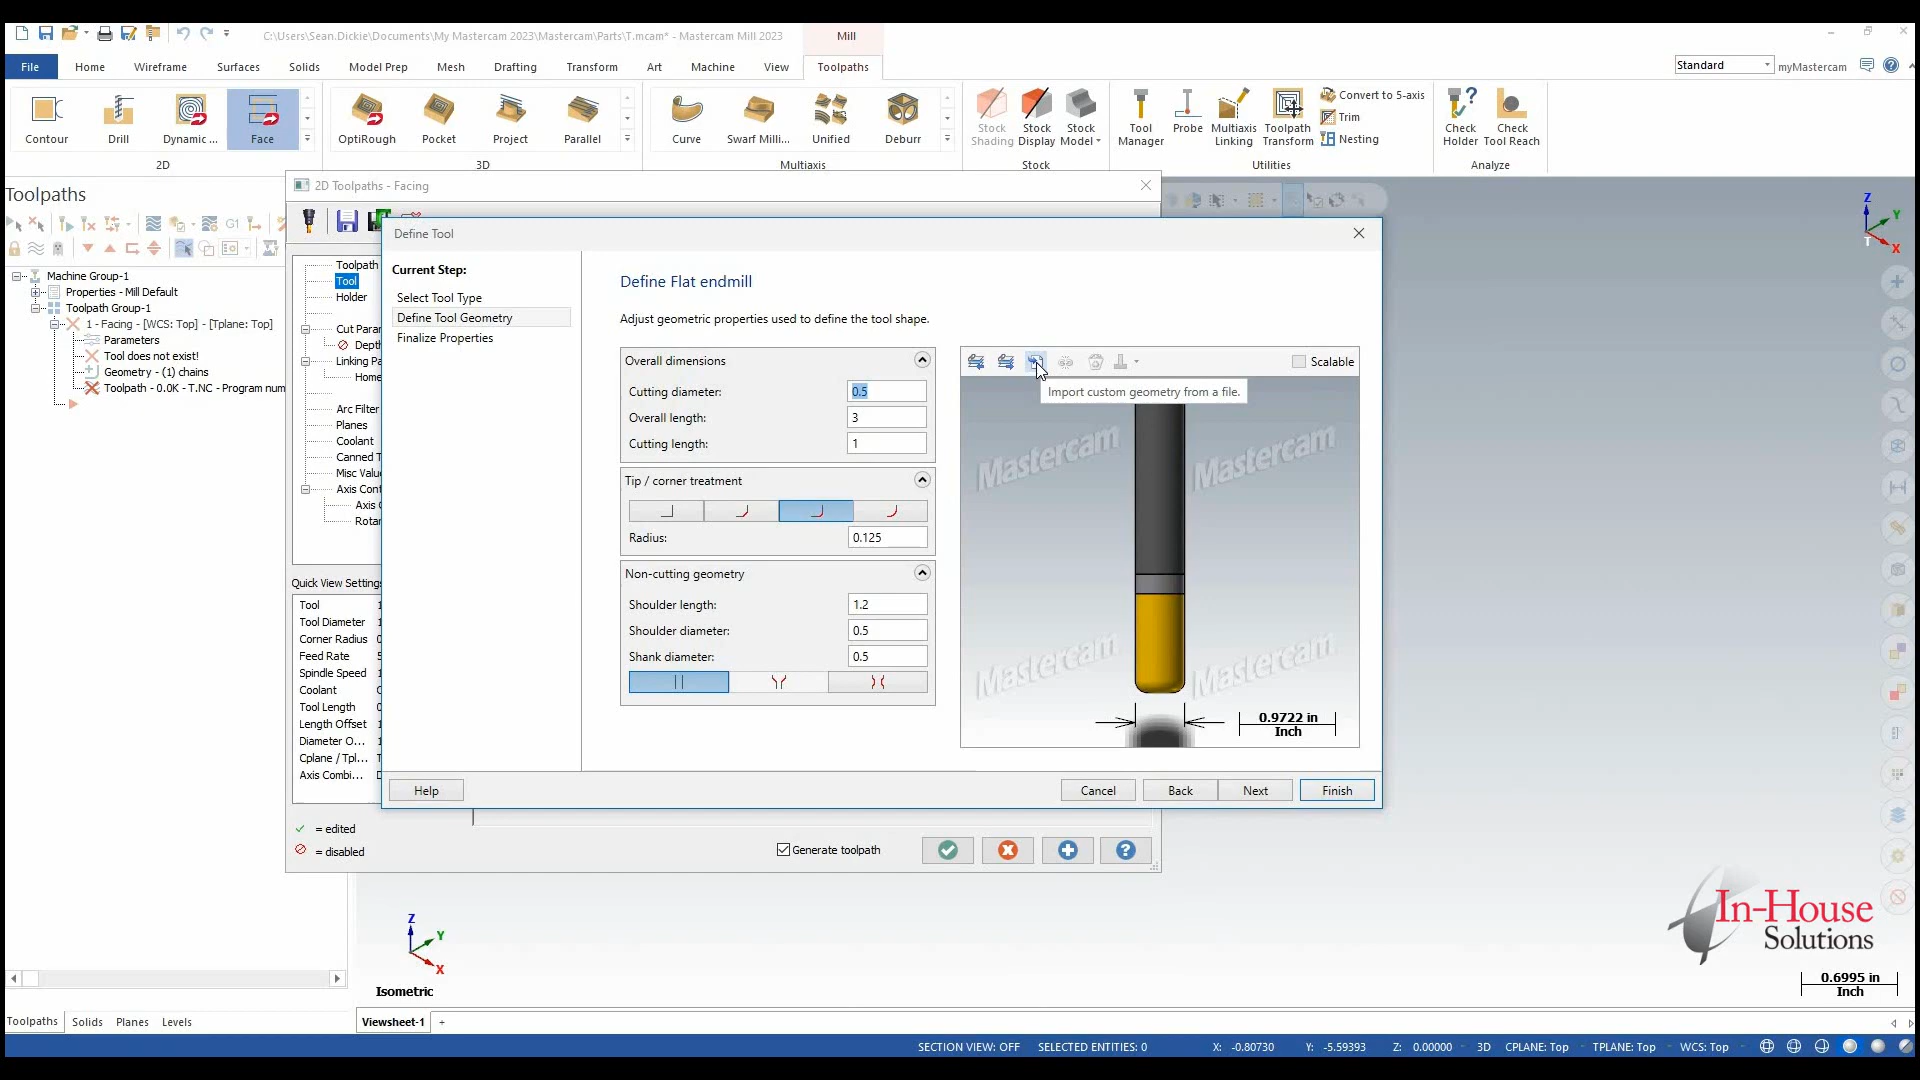 C:\Users\Sean.Dickie\Documents\My Mastercam 2023\Mastercam\Parts\T.mcam* - Mastercam Mill 2023
Mill
File Home Wireframe Surfaces Solids Model Prep Mesh Drafting Transform Art Machine View Toolpaths
Standard myMastercam
Contour Drill Dynamic ... Face
2D
OptiRough Pocket Project Parallel
3D
Curve Swarf Milli... Unified Deburr
Multiaxis
Stock Shading Stock Display Stock Model
Stock
Tool Manager Probe Multiaxis Linking Toolpath Transform
Convert to 5-axis
Trim
Nesting
Utilities
Check Holder Check Tool Reach
Analyze
Toolpaths
G1
Machine Group-1
Properties - Mill Default
Toolpath Group-1
1 - Facing - [WCS: Top] - [Tplane: Top]
Parameters
Tool does not exist!
Geometry - (1) chains
Toolpath - 0.0K - T.NC - Program num
2D Toolpaths - Facing
Toolpath
Tool
Holder
Cut Parar
Depth
Linking Pa
Home
Arc Filter
Planes
Coolant
Canned T
Misc Value
Axis Cont
Axis C
Rotar
Quick View Settings
Tool
Tool Diameter
Corner Radius
Feed Rate
Spindle Speed
Coolant
Tool Length
Length Offset
Diameter O...
Cplane / Tpl...
Axis Combi...
= edited
= disabled
Generate toolpath
Define Tool
Current Step:
Select Tool Type
Define Tool Geometry
Finalize Properties
Define Flat endmill
Adjust geometric properties used to define the tool shape.
Overall dimensions
Cutting diameter: 0.5
Overall length: 3
Cutting length: 1
Tip / corner treatment
Radius: 0.125
Non-cutting geometry
Shoulder length: 1.2
Shoulder diameter: 0.5
Shank diameter: 0.5
Scalable
Import custom geometry from a file.
Mastercam Mastercam
Mastercam Mastercam
0.9722 in
Inch
Help Cancel Back Next Finish
Z
Y
X
T
Z
Y
X
Isometric
In-House
Solutions
0.6995 in
Inch
Toolpaths Solids Planes Levels
Viewsheet-1 +
SECTION VIEW: OFF SELECTED ENTITIES: 0 X: -0.80730 Y: -5.59393 Z: 0.00000 3D CPLANE: Top TPLANE: Top WCS: Top